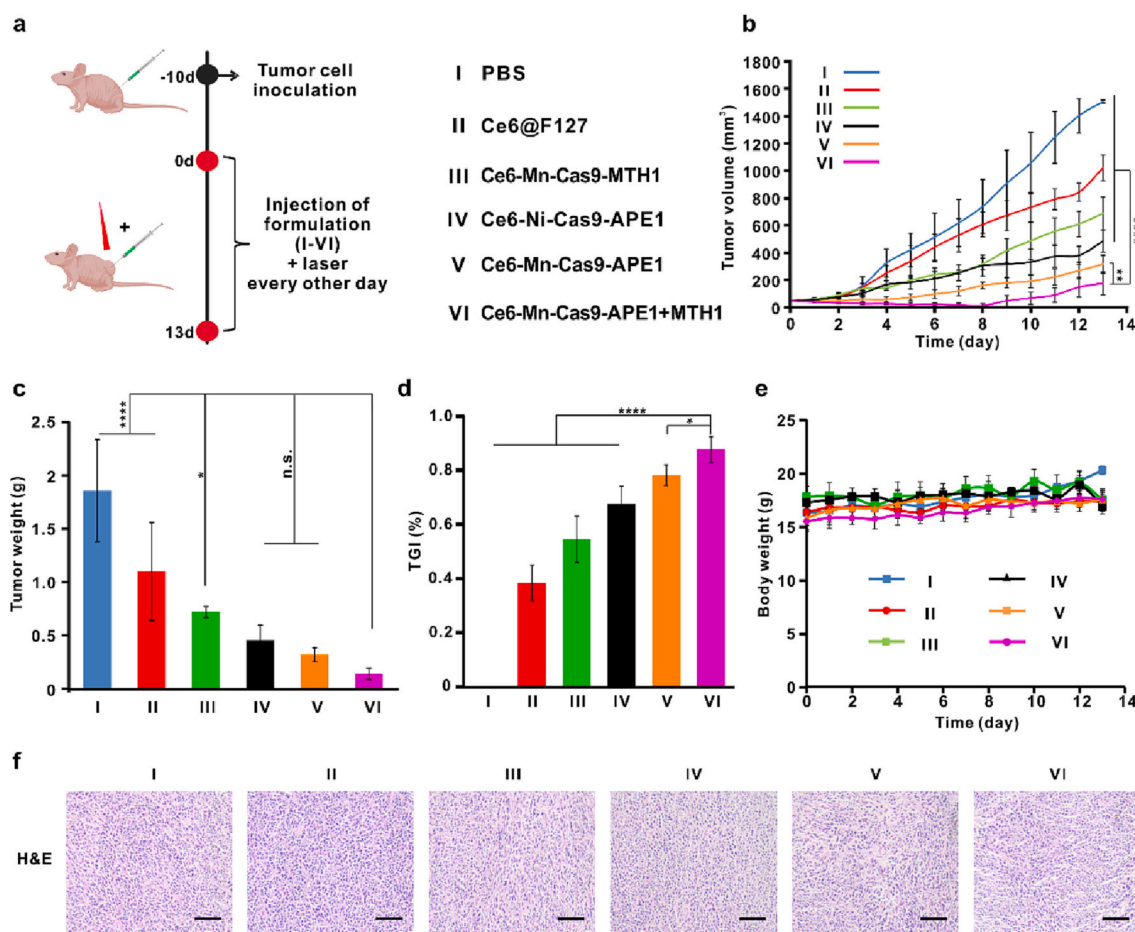 a
-10d
Tumor cell
inoculation
0d
+
Injection of
formulation
(I-VI)
+ laser
every other day
13d
I PBS
II Ce6@F127
III Ce6-Mn-Cas9-MTH1
IV Ce6-Ni-Cas9-APE1
V Ce6-Mn-Cas9-APE1
VI Ce6-Mn-Cas9-APE1+MTH1
b
Tumor volume (mm³)
1800
1600
1400
1200
1000
800
600
400
200
0
I
II
III
IV
V
VI
**
0 2 4 6 8 10 12 14
Time (day)
c
Tumor weight (g)
2.5
2
1.5
1.0
0.5
0
****
*
n.s.
I II III IV V VI
d
TGI (%)
1.0
0.8
0.6
0.4
0.2
0
****
*
I II III IV V VI
e
Body weight (g)
25
20
15
10
5
0
I IV
II V
III VI
0 2 4 6 8 10 12 14
Time (day)
f
I II III IV V VI
H&E